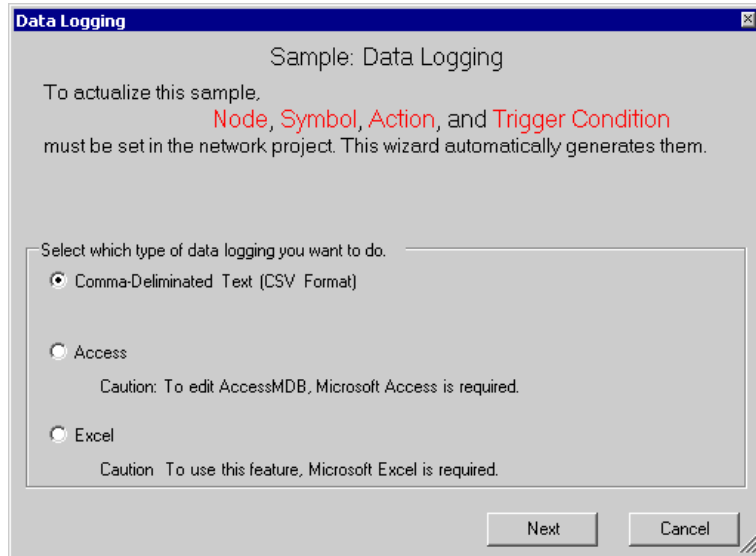 Data Logging
Sample: Data Logging
To actualize this sample,
Node, Symbol, Action, and Trigger Condition
must be set in the network project. This wizard automatically generates them.
Select which type of data logging you want to do.
Comma-Deliminated Text (CSV Format)
Access
Caution: To edit AccessMDB, Microsoft Access is required.
Excel
Caution To use this feature, Microsoft Excel is required.
Next
Cancel